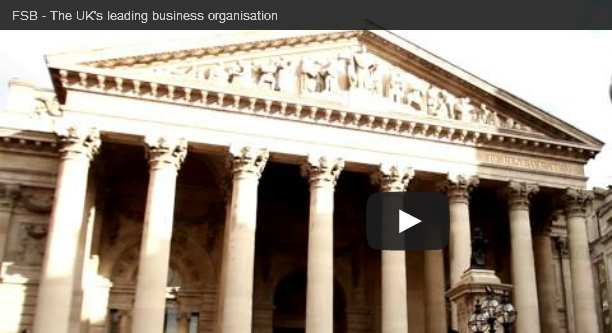 FSB - The UK's leading business organisation